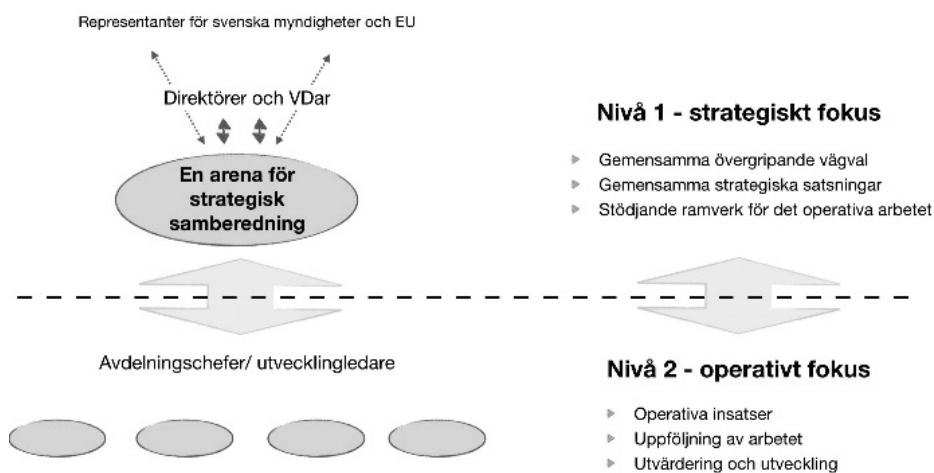 Representanter för svenska myndigheter och EU
Direktörer och VDar
En arena för
strategisk
samberedning
Nivå 1 - strategiskt fokus
Gemensamma övergripande vägval
Gemensamma strategiska satsningar
Stödjande ramverk för det operativa arbetet
Avdelningschefer/ utvecklingledare
Nivå 2 - operativt fokus
Operativa insatser
Uppföljning av arbetet
Utvärdering och utveckling